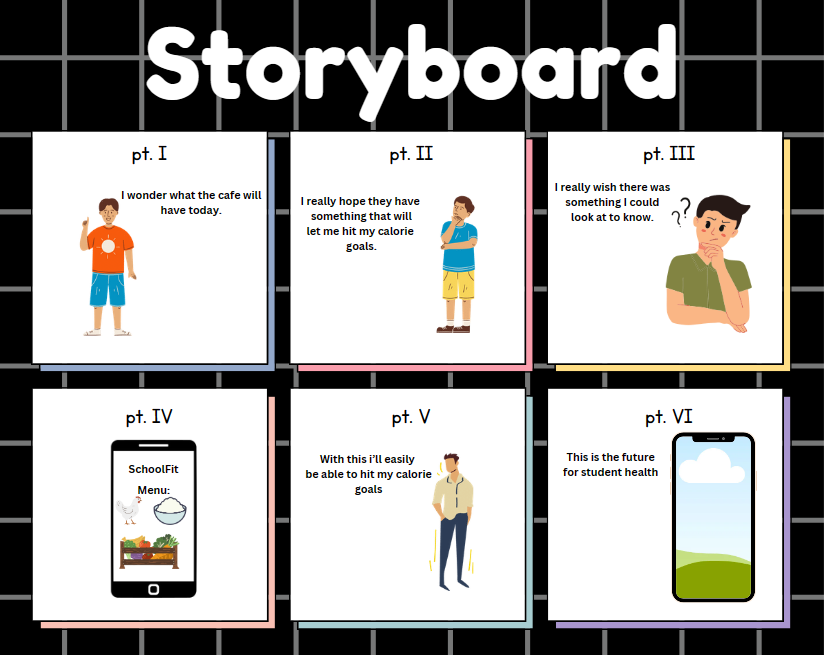 Storyboard
pt. I
I wonder what the cafe will
have today.
pt. II
I really hope they have
something that will
let me hit my calorie
goals.
pt. III
I really wish there was
something I could
look at to know.
??
pt. IV
SchoolFit
Menu:
pt. V
With this i'll easily
be able to hit my calorie
goals
pt. VI
This is the future
for student health